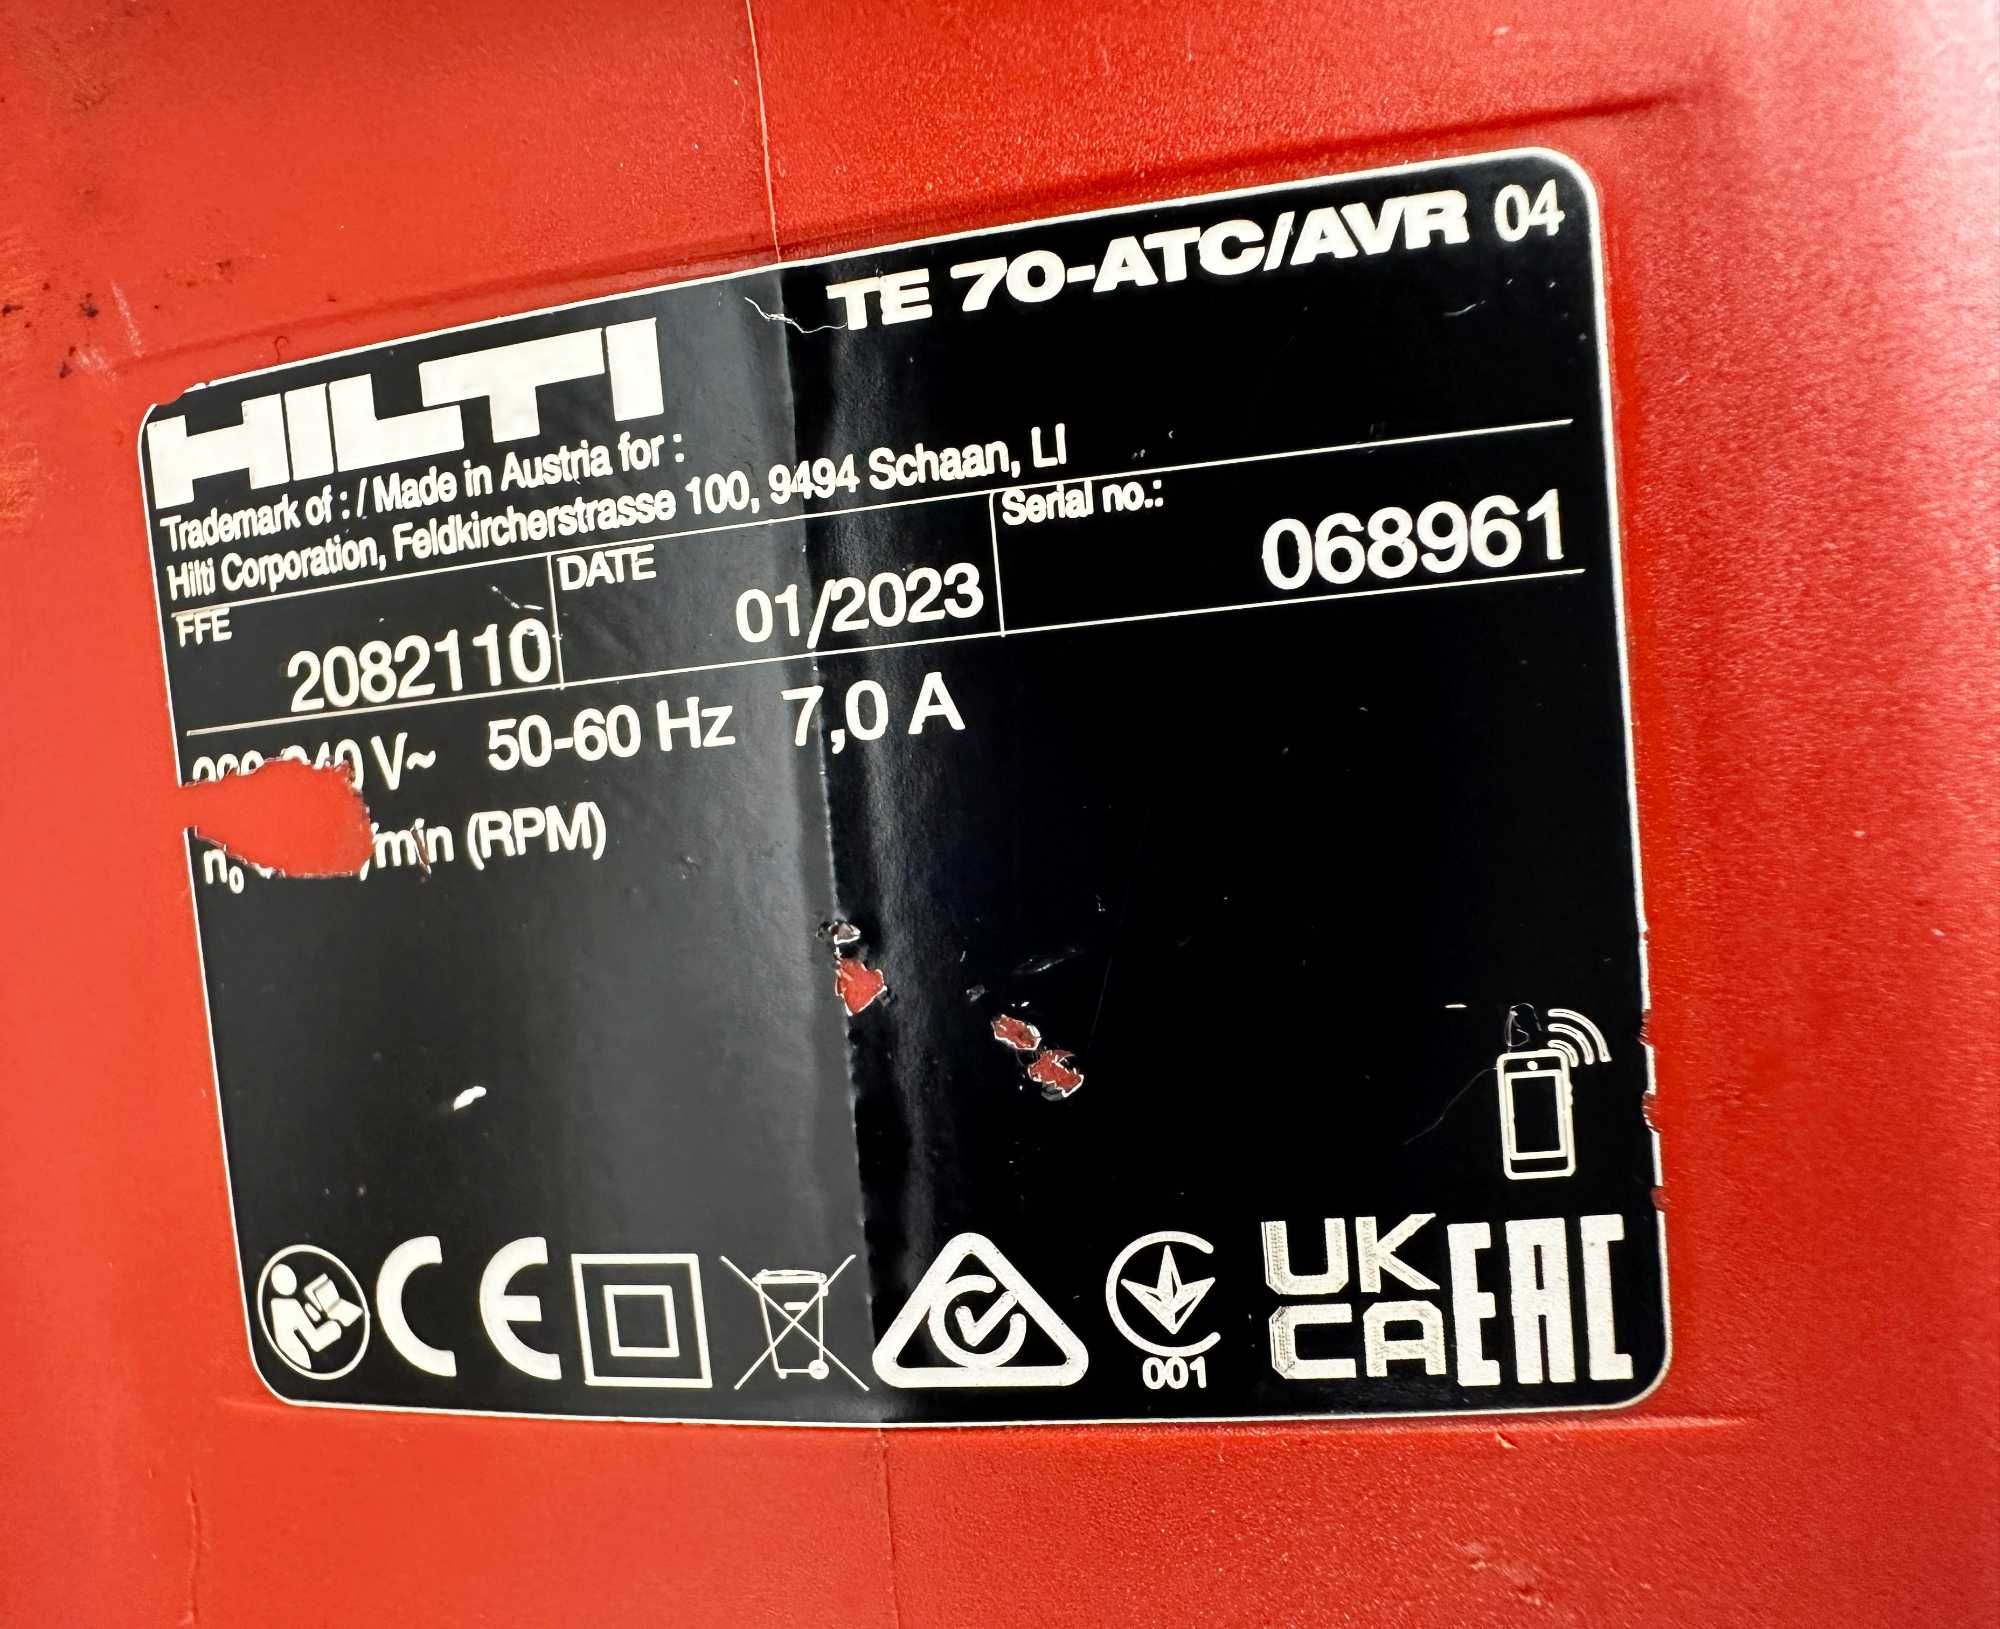 HILTI
TE 70-ATC/AVR 04
Trademark of : / Made in Austria for :
Hilti Corporation, Feldkircherstrasse 100, 9494 Schaan, LI
FFE
2082110
DATE
01/2023
Serial no.:
068961
V~ 50-60 Hz 7,0 A
n₀ /min (RPM)
CE
001
UK
CA
EAC